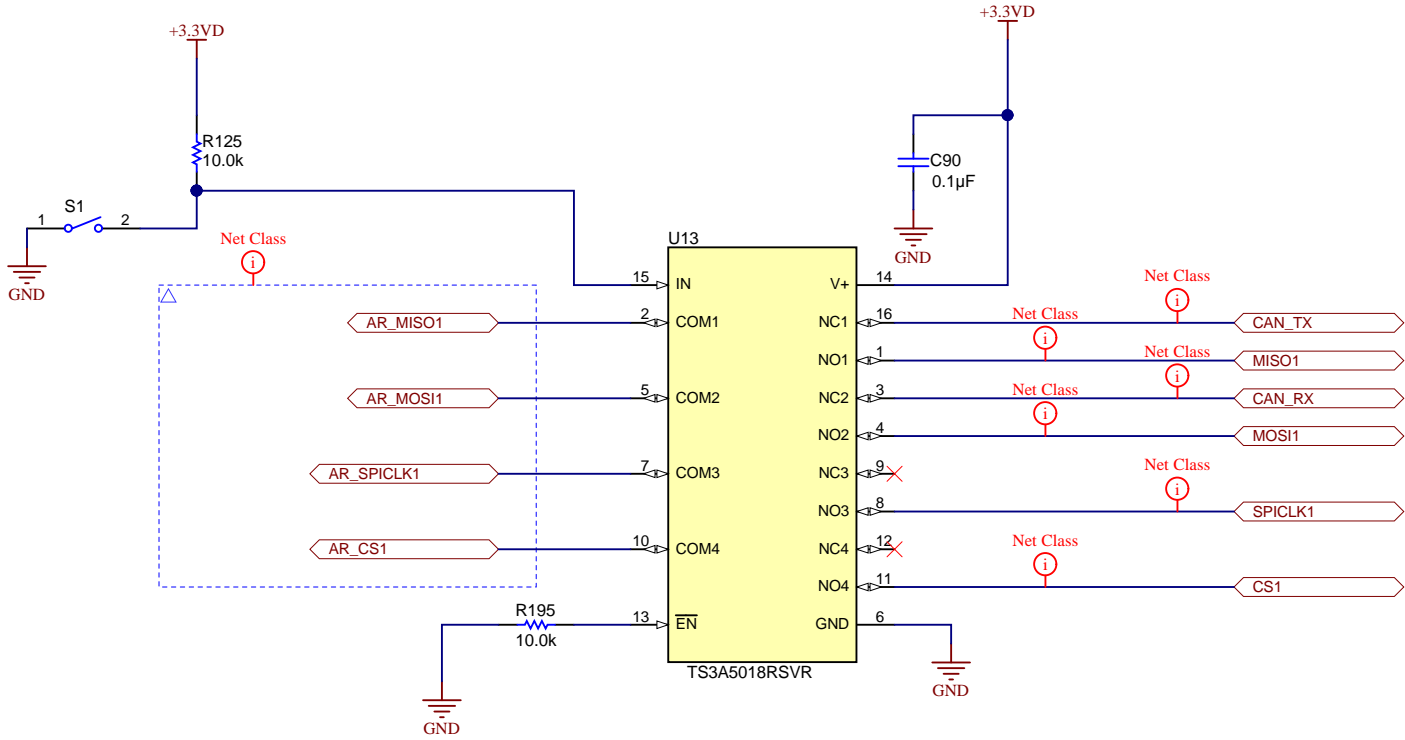 +3.3VD
+3.3VD
R125
10.0k
C90
0.1µF
S1
1
2
GND
Net Class
i
GND
U13
15
IN
V+
14
Net Class
i
AR_MISO1
2
COM1
NC1
16
CAN_TX
Net Class
i
NO1
1
MISO1
Net Class
i
AR_MOSI1
5
COM2
NC2
3
CAN_RX
Net Class
i
NO2
4
MOSI1
AR_SPICLK1
7
COM3
NC3
9
Net Class
i
NO3
8
SPICLK1
AR_CS1
10
COM4
NC4
12
Net Class
i
NO4
11
CS1
R195
10.0k
13
EN
GND
6
TS3A5018RSVR
GND
GND